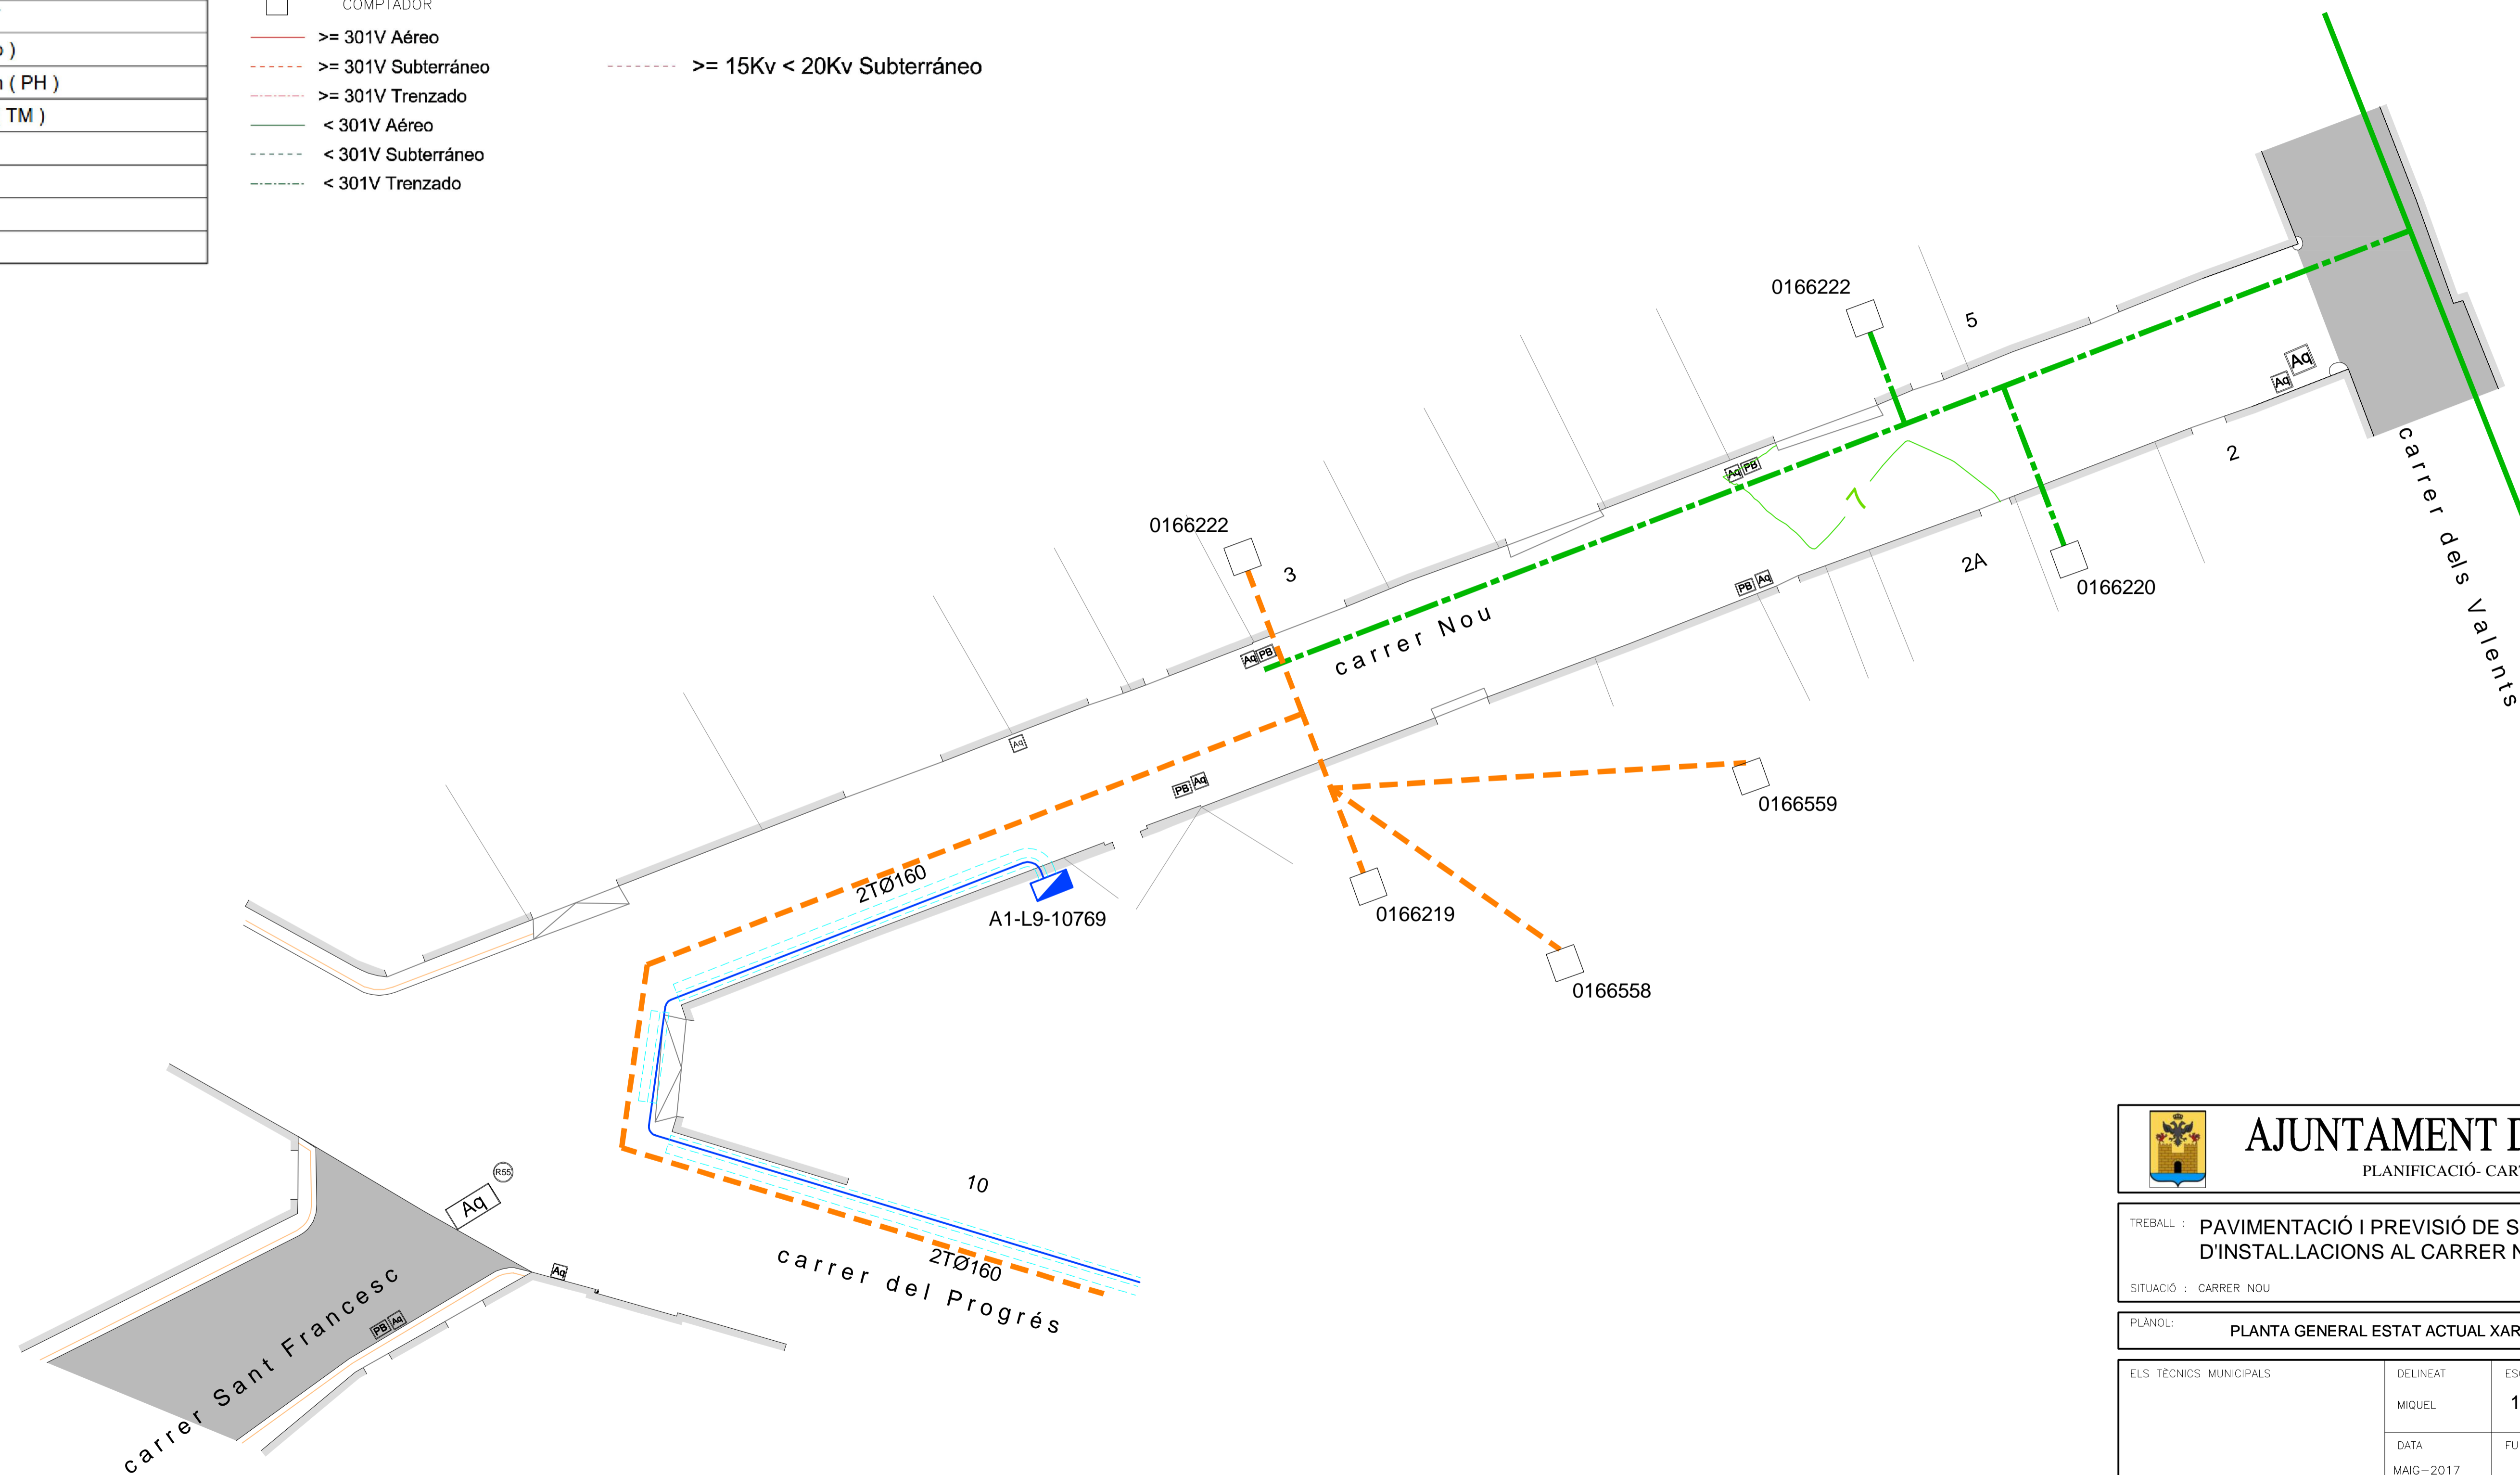 COMPTADOR
)
>= 301V Aéreo
>= 301V Subterráneo
>= 15Kv < 20Kv Subterráneo
( PH )
>= 301V Trenzado
TM )
< 301V Aéreo
< 301V Subterráneo
< 301V Trenzado
0166222
5
Aq
Aq
2
carrer dels Valents
Aq PB
0166222
3
2A
PB Aq
0166220
carrer Nou
Aq PB
Aq
PB Aq
0166559
2TØ160
A1-L9-10769
0166219
0166558
R55
Aq
10
carrer del Progrés
2TØ160
Aq
PB Aq
carrer Sant Francesc
AJUNTAMENT
PLANIFICACIÓ-
TREBALL : PAVIMENTACIÓ I PREVISIÓ DE
D'INSTAL.LACIONS AL CARRER
SITUACIÓ : CARRER NOU
PLÀNOL:
PLANTA GENERAL ESTAT ACTUAL
ELS TÈCNICS MUNICIPALS
DELINEAT
MIQUEL
1
DATA
MAIG-2017